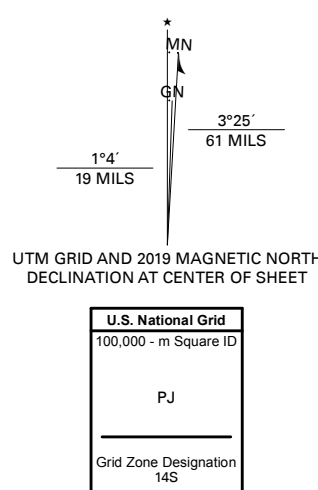 ★
MN
GN
3°25´
61 MILS
1°4´
19 MILS
UTM GRID AND 2019 MAGNETIC NORTH
DECLINATION AT CENTER OF SHEET
U.S. National Grid
100,000 - m Square ID
PJ
Grid Zone Designation
14S